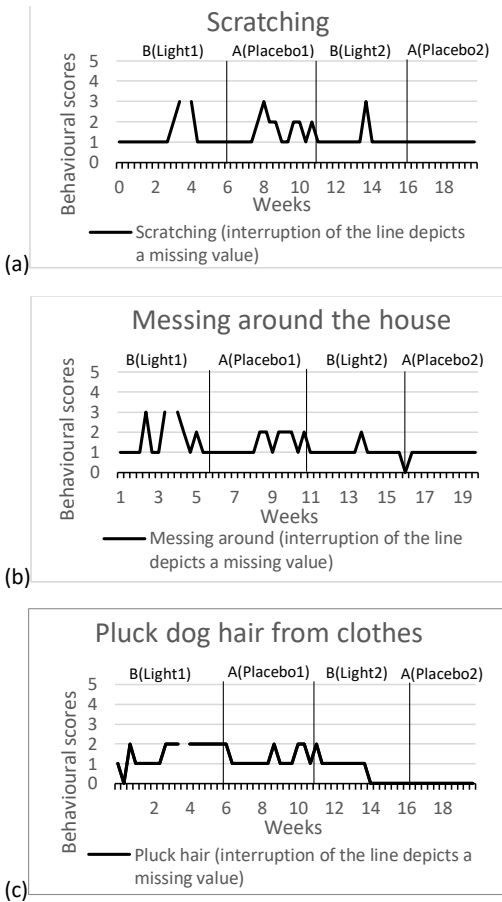 Scratching
B(Light1) A(Placebo1) B(Light2) A(Placebo2)
Behavioural scores
5
4
3
2
1
0
0 2 4 6 8 10 12 14 16 18
Weeks
Scratching (interruption of the line depicts
a missing value)
(a)
Messing around the house
B(Light1) A(Placebo1) B(Light2) A(Placebo2)
Behavioural scores
5
4
3
2
1
0
1 3 5 7 9 11 13 15 17 19
Weeks
Messing around (interruption of the line
depicts a missing value)
(b)
Pluck dog hair from clothes
B(Light1) A(Placebo1) B(Light2) A(Placebo2)
Behavioural scores
5
4
3
2
1
0
2 4 6 8 10 12 14 16 18
Weeks
Pluck hair (interruption of the line depicts a
missing value)
(c)